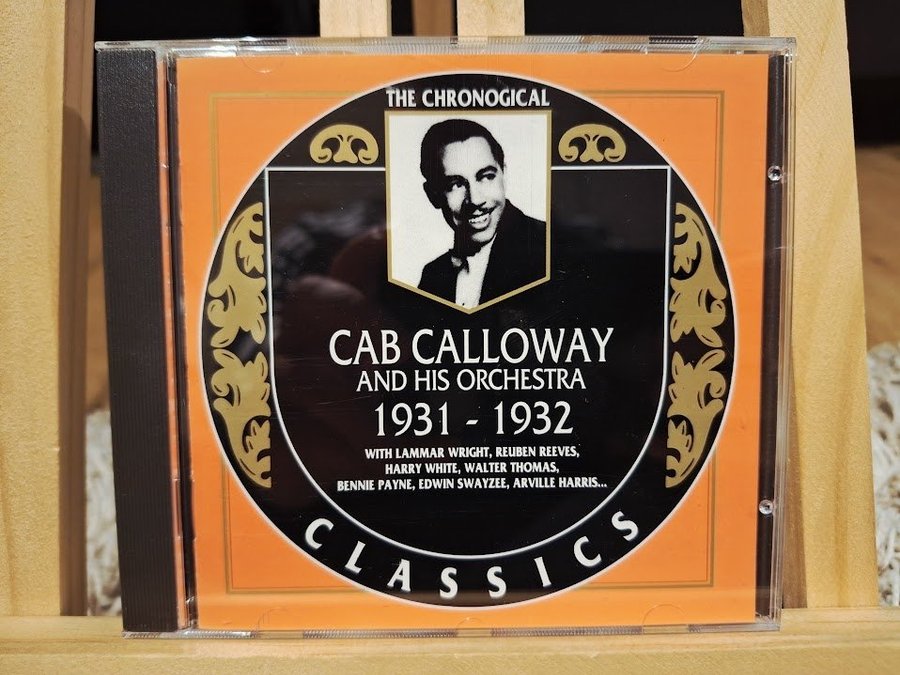 THE CHRONOGICAL
CAB CALLOWAY
AND HIS ORCHESTRA
1931 - 1932
WITH LAMMAR WRIGHT, REUBEN REEVES,
HARRY WHITE, WALTER THOMAS,
BENNIE PAYNE, EDWIN SWAYZEE, ARVILLE HARRIS...
CLASSICS